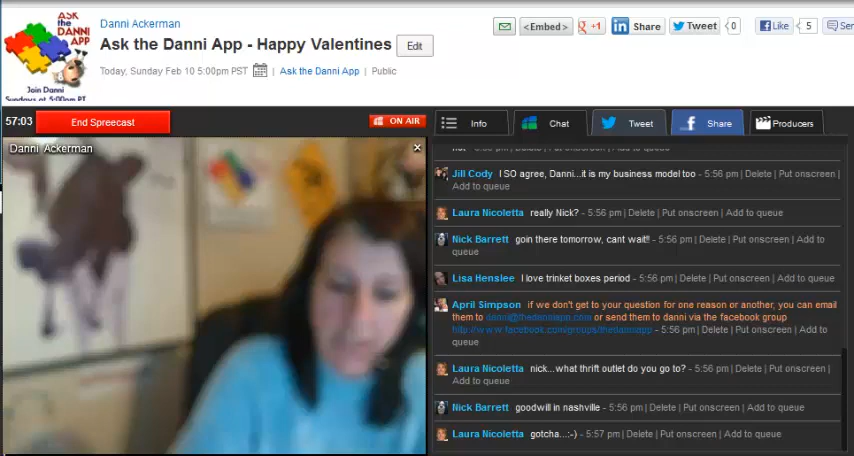 ASK
the
DANNI
APP
Join Danni
Sundays at 5:00pm PT
Danni Ackerman
Ask the Danni App - Happy Valentines
Edit
Today, Sunday Feb 10 5:00pm PST | Ask the Danni App | Public
<Embed> +1 in Share Tweet 0 Like 5
57:03 End Spreecast ON AIR
Info Chat Tweet Share Producers
Danni Ackerman
Jill Cody I SO agree, Danni...it is my business model too - 5:56 pm | Delete | Put onscreen |
Add to queue
Laura Nicoletta really Nick? - 5:56 pm | Delete | Put onscreen | Add to queue
Nick Barrett goin there tomorrow, cant wait!! - 5:56 pm | Delete | Put onscreen | Add to
queue
Lisa Henslee I love trinket boxes period - 5:56 pm | Delete | Put onscreen | Add to queue
April Simpson if we don't get to your question for one reason or another, you can email
them to danni@thedanniapp.com or send them to danni via the facebook group
http://www.facebook.com/groups/thedanniapp - 5:56 pm | Delete | Put onscreen | Add to
queue
Laura Nicoletta nick...what thrift outlet do you go to? - 5:56 pm | Delete | Put onscreen |
Add to queue
Nick Barrett goodwill in nashville - 5:56 pm | Delete | Put onscreen | Add to queue
Laura Nicoletta gotcha...:-) - 5:57 pm | Delete | Put onscreen | Add to queue